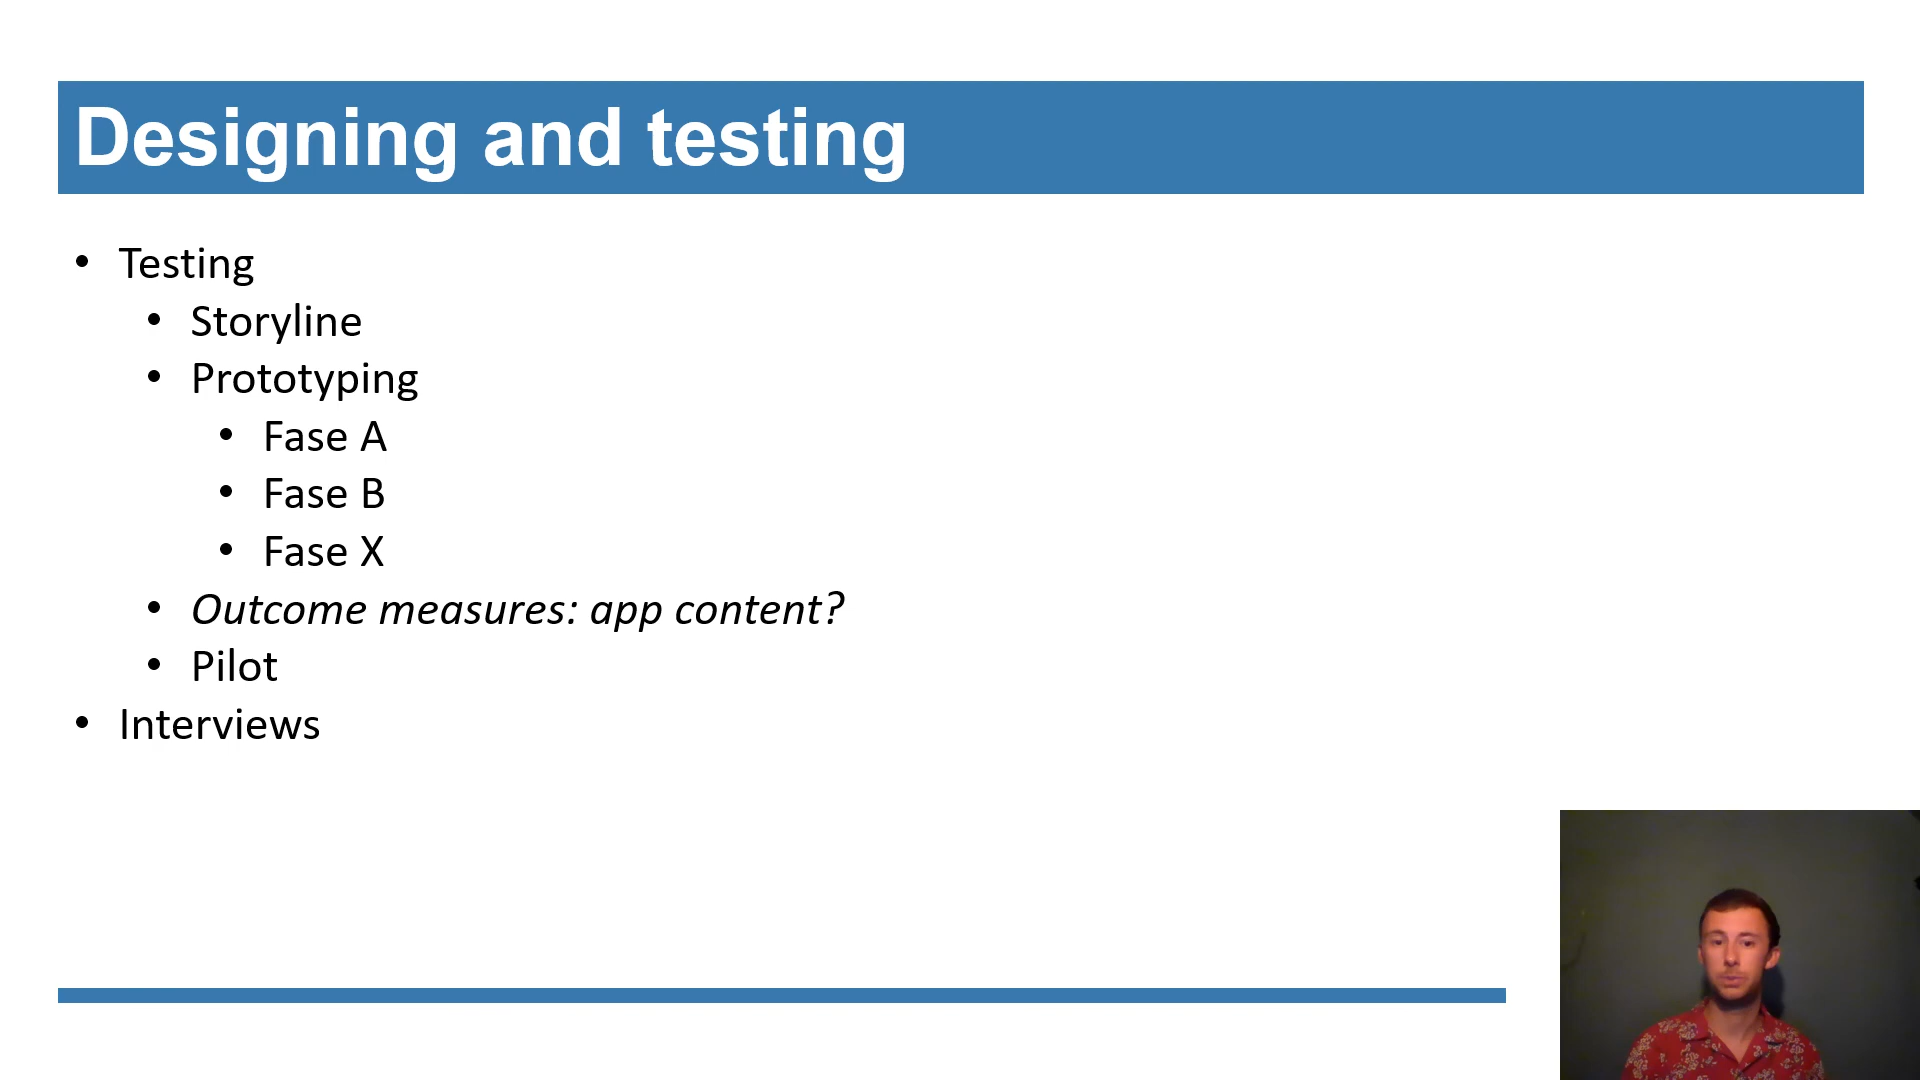 Designing and testing
• Testing
• Storyline
• Prototyping
• Fase A
• Fase B
• Fase X
• Outcome measures: app content?
• Pilot
• Interviews